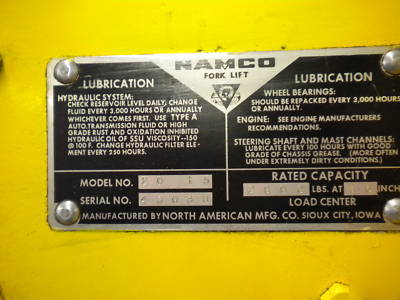 NAMCO
FORK LIFT
LUBRICATION
HYDRAULIC SYSTEM:
CHECK RESERVOIR LEVEL DAILY; CHANGE
FLUID EVERY 3,000 HOURS OR ANNUALLY.
WHICHEVER COMES FIRST. USE TYPE A
AUTO.TRANSMISSION FLUID OR HIGH
GRADE RUST AND OXIDATION INHIBITED
HYDRAULIC OIL OF SSU VISCOSITY-150
@ 100 F. CHANGE HYDRAULIC FILTER ELE-
MENT EVERY 250 HOURS.
LUBRICATION
WHEEL BEARINGS:
SHOULD BE REPACKED EVERY 3,000 HOURS
OR ANNUALLY.
ENGINE: SEE ENGINE MANUFACTURERS
RECOMMENDATIONS.
STEERING SHAFT AND MAST CHANNELS:
LUBRICATE EVERY 100 HOURS WITH GOOD
GRADE OF CHASSIS GREASE. (MORE OFTEN
UNDER EXTREMELY DIRTY CONDITIONS.)
MODEL NO.
SERIAL NO.
RATED CAPACITY
LBS. AT INCH
LOAD CENTER
MANUFACTURED BY NORTH AMERICAN MFG. CO. SIOUX CITY, IOWA